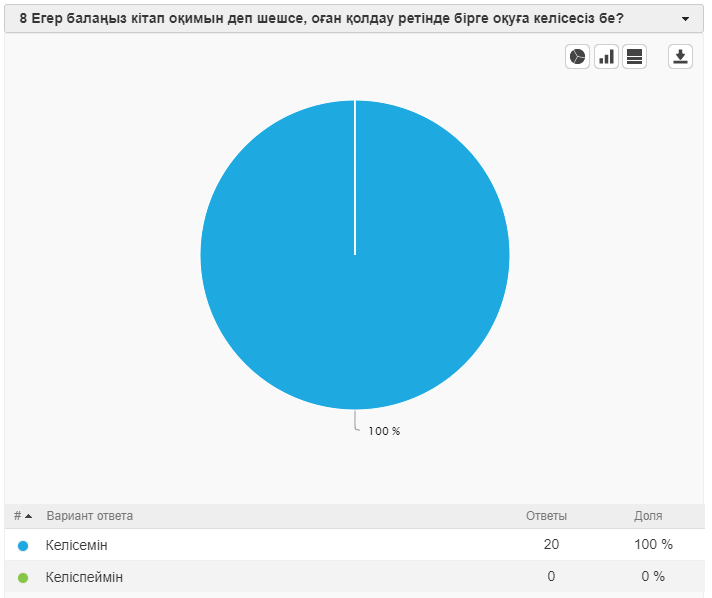 8 Егер балаңыз кітап оқимын деп шешсе, оған қолдау ретінде бірге оқуға келісесіз бе?
100 %
# Вариант ответа Ответы Доля
Келісемін 20 100 %
Келіспеймін 0 0 %